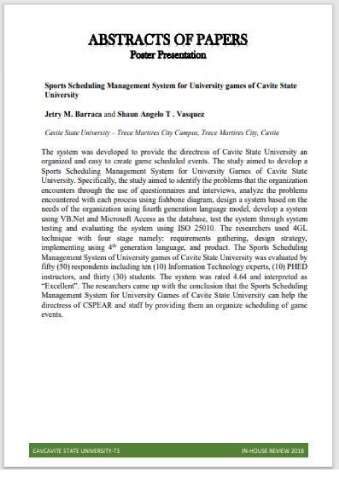 ABSTRACTS OF PAPERS
Poster Presentation
Sports Scheduling Management System for University games of Cavite State
University
Jetry M. Barraca and Shaun Angelo T . Vasquez
Cavite State University - Trece Martires City Campus, Trece Martires City, Cavite
The system was developed to provide the directress of Cavite State University an
organized and easy to create game scheduled events. The study aimed to develop a
Sports Scheduling Management System for University Games of Cavite State
University. Specifically, the study aimed to identify the problems that the organization
encounters through the use of questionnaires and interviews, analyze the problems
encountered with each process using fishbone diagram, design a system based on the
needs of the organization using fourth generation language model, develop a system
using VB.Net and Microsoft Access as the database, test the system through system
testing and evaluating the system using ISO 25010. The researchers used 4GL
technique with four stage namely: requirements gathering, design strategy,
implementing using 4th generation language, and product. The Sports Scheduling
Management System of University games of Cavite State University was evaluated by
fifty (50) respondents including ten (10) Information Technology experts, (10) PHED
instructors, and thirty (30) students. The system was rated 4.64 and interpreted as
“Excellent”. The researchers came up with the conclusion that the Sports Scheduling
Management System for University Games of Cavite State University can help the
directress of CSPEAR and staff by providing them an organize scheduling of game
events.
CAVCAVITE STATE UNIVERSITY-T3 IN-HOUSE REVIEW 2018